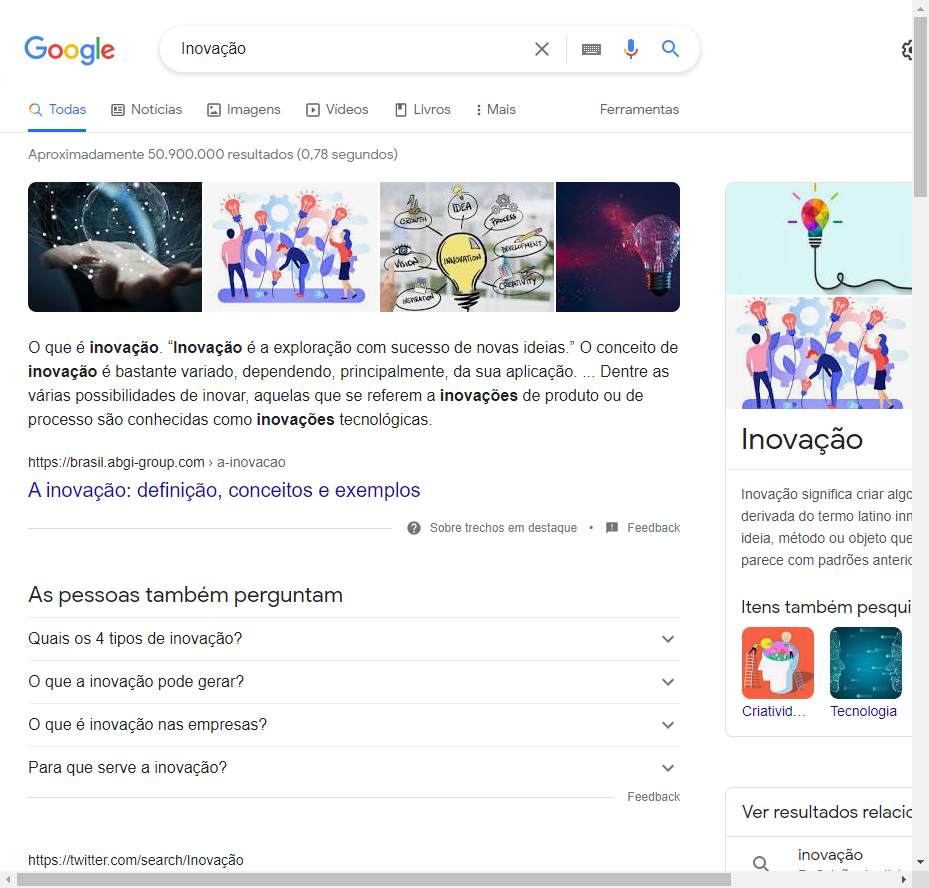 Google
Inovação
Todas
Notícias
Imagens
Vídeos
Livros
Mais
Ferramentas
Aproximadamente 50.900.000 resultados (0,78 segundos)
GROWTH
IDEA
PROCESS
VISION
INNOVATION
DEVELOPMENT
INSPIRATION
CREATIVITY
O que é inovação. “Inovação é a exploração com sucesso de novas ideias.” O conceito de
inovação é bastante variado, dependendo, principalmente, da sua aplicação. ... Dentre as
várias possibilidades de inovar, aquelas que se referem a inovações de produto ou de
processo são conhecidas como inovações tecnológicas.
https://brasil.abgi-group.com › a-inovacao
A inovação: definição, conceitos e exemplos
Sobre trechos em destaque • Feedback
As pessoas também perguntam
Quais os 4 tipos de inovação?
O que a inovação pode gerar?
O que é inovação nas empresas?
Para que serve a inovação?
Feedback
https://twitter.com/search/Inovação
Inovação
Inovação significa criar algo
derivada do termo latino inn
ideia, método ou objeto que
parece com padrões anterio
Itens também pesqui
Criativid...
Tecnologia
Ver resultados relacio
inovação